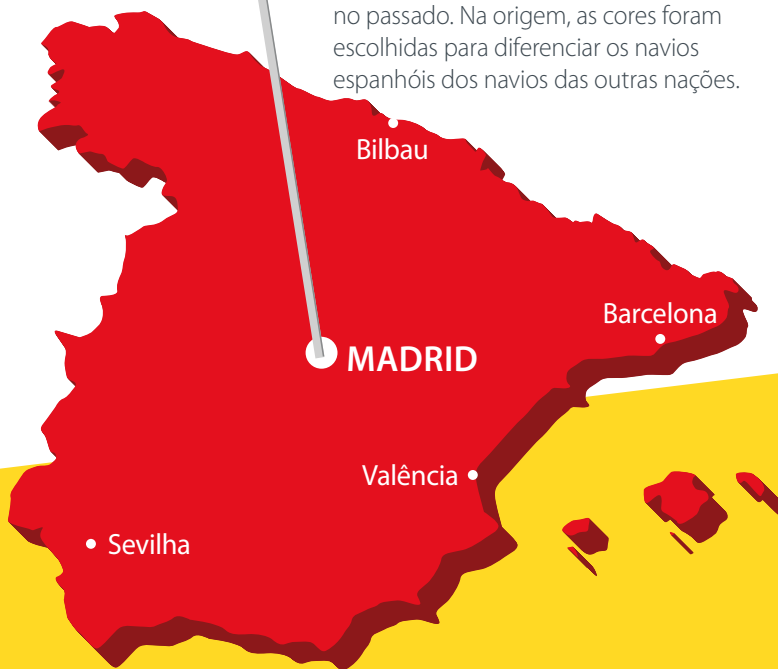 no passado. Na origem, as cores foram
escolhidas para diferenciar os navios
espanhóis dos navios das outras nações.
Bilbau
Barcelona
MADRID
Valência
Sevilha